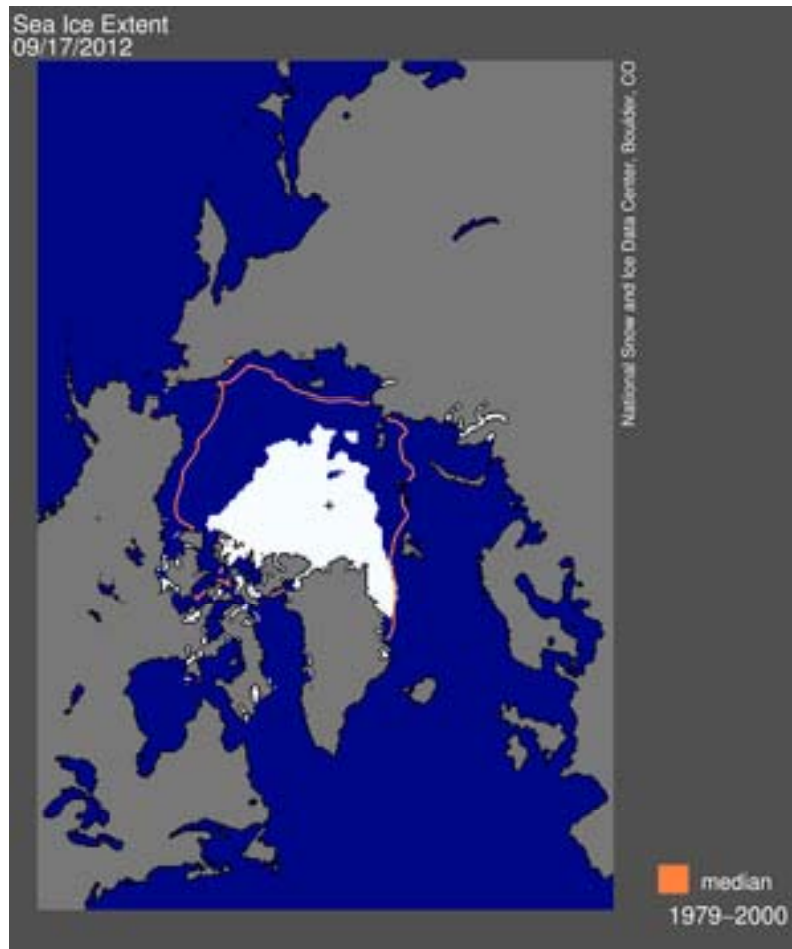 Sea Ice Extent
09/17/2012
National Snow and Ice Data Center, Boulder, CO
median
1979–2000